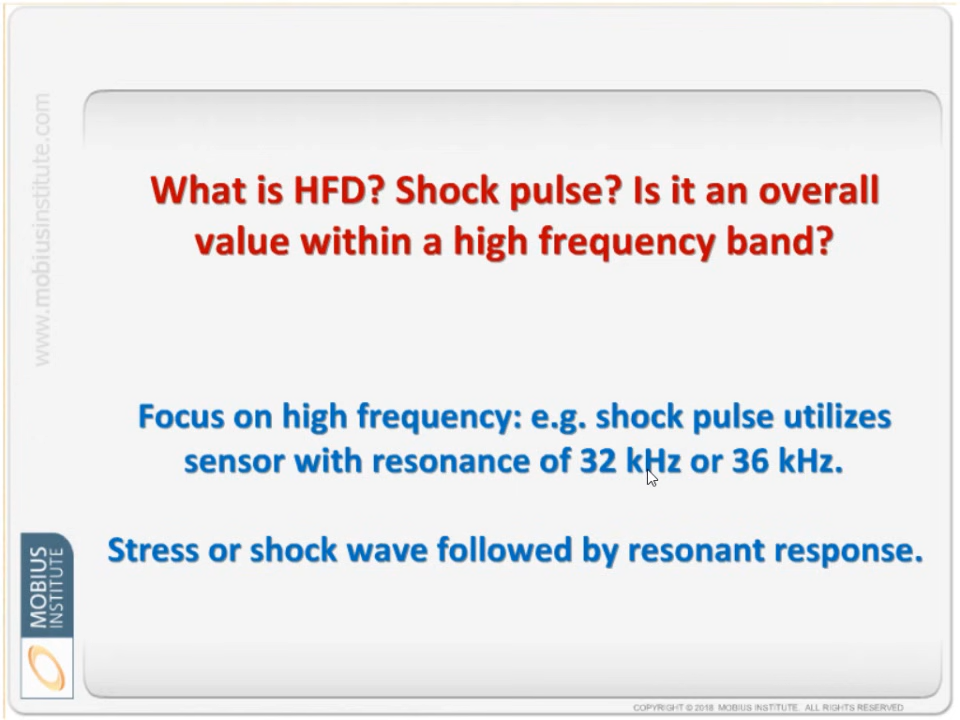 www.mobiusinstitute.com
What is HFD? Shock pulse? Is it an overall
value within a high frequency band?
Focus on high frequency: e.g. shock pulse utilizes
sensor with resonance of 32 kHz or 36 kHz.
Stress or shock wave followed by resonant response.
MOBIUS
INSTITUTE
COPYRIGHT © 2018 MOBIUS INSTITUTE. ALL RIGHTS RESERVED